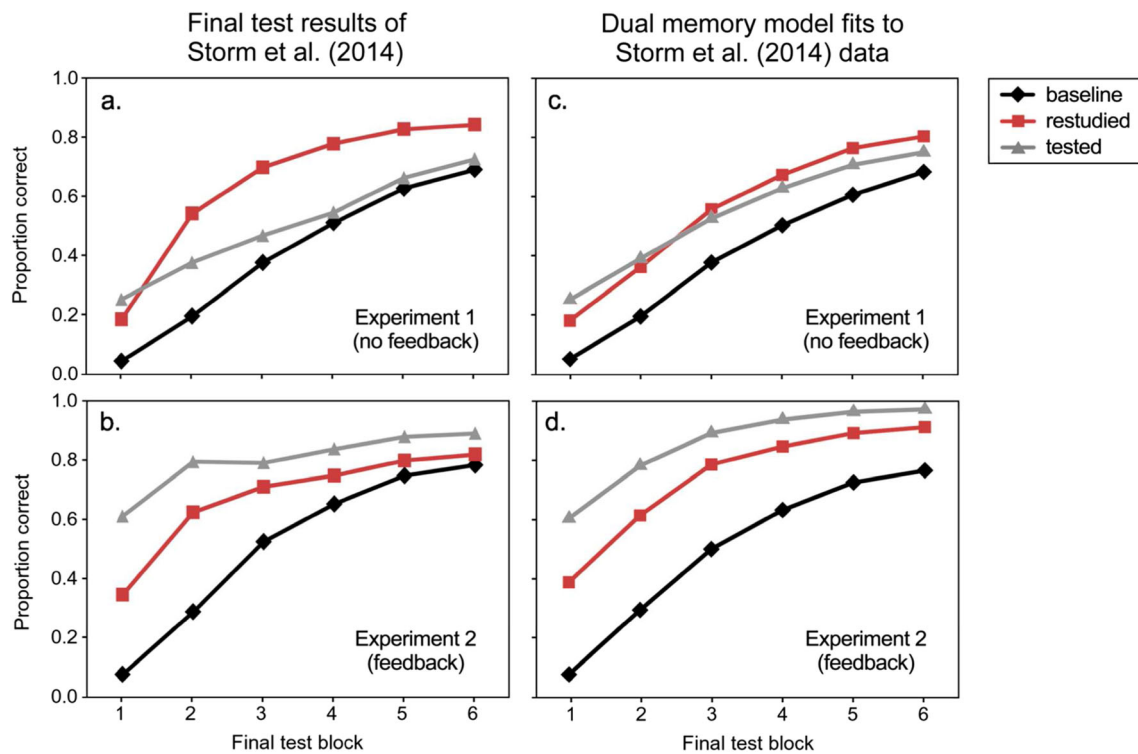 Final test results of
Storm et al. (2014)
Dual memory model fits to
Storm et al. (2014) data
baseline
restudied
tested
a.
Proportion correct
1.0
0.8
0.6
0.4
0.2
0.0
Experiment 1
(no feedback)
c.
Experiment 1
(no feedback)
b.
Proportion correct
1.0
0.8
0.6
0.4
0.2
0.0
Experiment 2
(feedback)
1 2 3 4 5 6
Final test block
d.
Experiment 2
(feedback)
1 2 3 4 5 6
Final test block